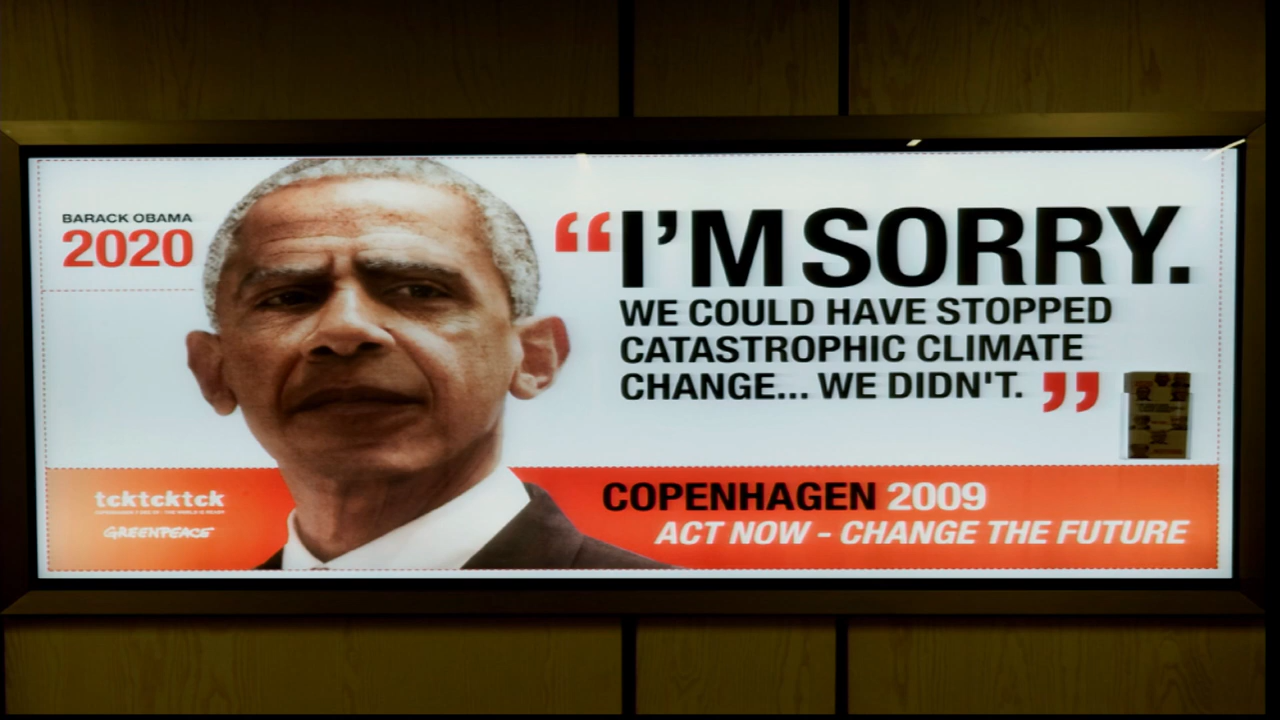 BARACK OBAMA
2020
“I’M SORRY.
WE COULD HAVE STOPPED
CATASTROPHIC CLIMATE
CHANGE... WE DIDN'T.”
tcktcktck
GREENPEACE
COPENHAGEN 2009
ACT NOW - CHANGE THE FUTURE